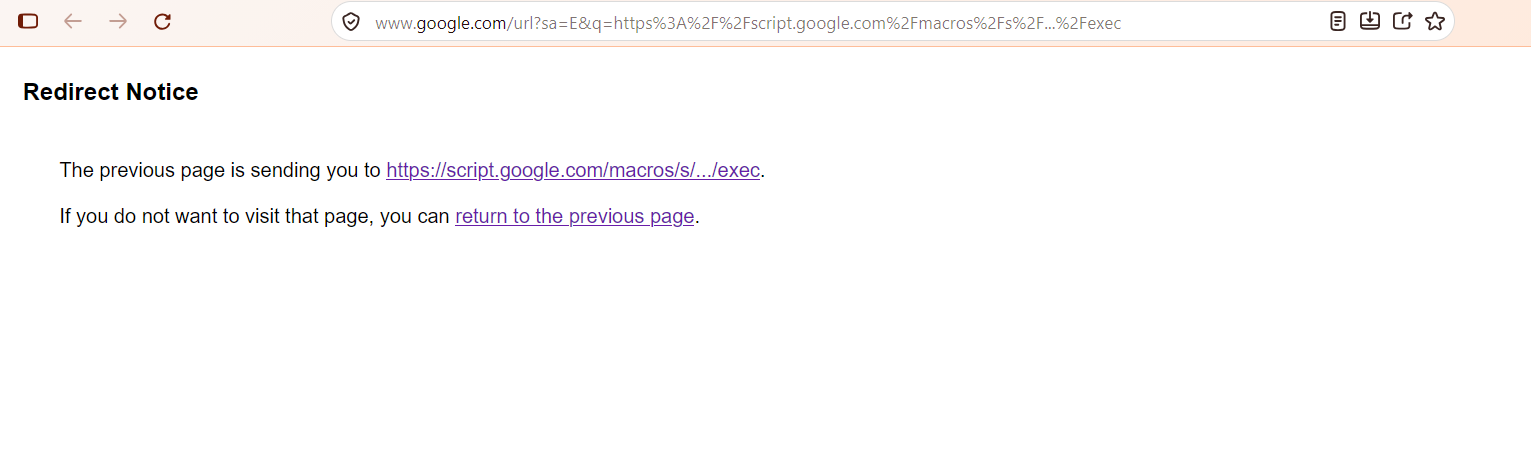 www.google.com/url?sa=E&q=https%3A%2F%2Fscript.google.com%2Fmacros%2Fs%2F...%2Fexec
Redirect Notice
The previous page is sending you to https://script.google.com/macros/s/.../exec.
If you do not want to visit that page, you can return to the previous page.